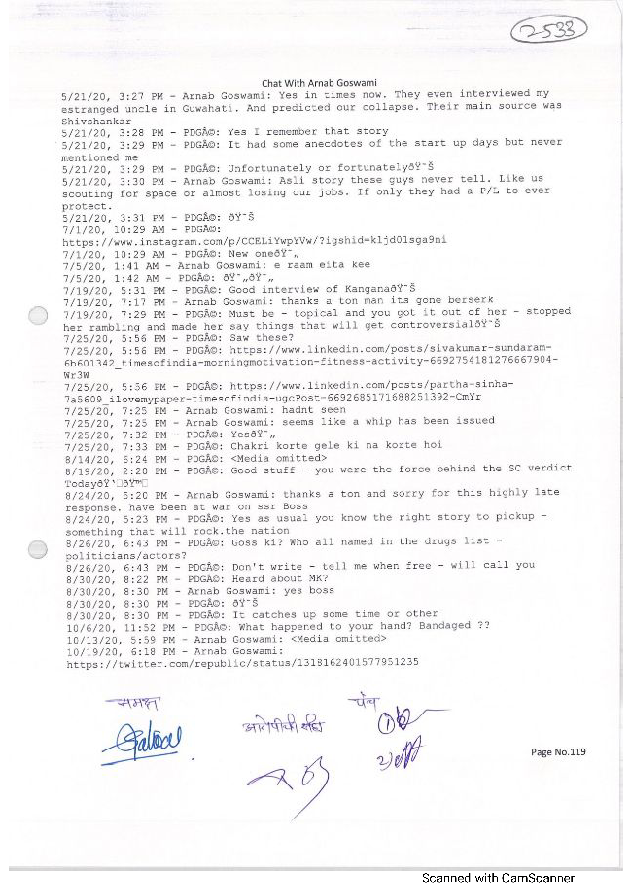 2533
Chat With Arnab Goswami
5/21/20, 3:27 PM - Arnab Goswami: Yes in times now. They even interviewed my
estranged uncle in Guwahati. And predicted our collapse. Their main source was
Shivshankar
5/21/20, 3:28 PM - PDGÃ©: Yes I remember that story
5/21/20, 3:29 PM - PDGÃ©: It had some anecdotes of the start up days but never
mentioned me
5/21/20, 3:29 PM - PDGÃ©: Unfortunately or fortunatelyðŸ˜Š
5/21/20, 3:30 PM - Arnab Goswami: Asli story these guys never tell. Like us
scouting for space or almost losing our jobs. If only they had a P/L to ever
protect.
5/21/20, 3:31 PM - PDGÃ©: ðŸ˜Š
7/1/20, 10:29 AM - PDGÃ©:
https://www.instagram.com/p/CCELiYwpYVw/?igshid=kljd01sga9ni
7/1/20, 10:29 AM - PDGÃ©: New oneðŸ˜„
7/5/20, 1:41 AM - Arnab Goswami: e raam eita kee
7/5/20, 1:42 AM - PDGÃ©: ðŸ˜„ðŸ˜„
7/19/20, 5:31 PM - PDGÃ©: Good interview of KanganaðŸ˜Š
7/19/20, 7:17 PM - Arnab Goswami: thanks a ton man its gone berserk
7/19/20, 7:29 PM - PDGÃ©: Must be - topical and you got it out of her - stopped
her rambling and made her say things that will get controversialðŸ˜Š
7/25/20, 5:56 PM - PDGÃ©: Saw these?
7/25/20, 5:56 PM - PDGÃ©: https://www.linkedin.com/posts/sivakumar-sundaram-
6b601342_timesofindia-morningmotivation-fitness-activity-6692754181276667904-
Wr3W
7/25/20, 5:56 PM - PDGÃ©: https://www.linkedin.com/posts/partha-sinha-
7a5609_ilovemypaper-timesofindia-ugcPost-6692685171688251392-CmYr
7/25/20, 7:25 PM - Arnab Goswami: hadnt seen
7/25/20, 7:25 PM - Arnab Goswami: seems like a whip has been issued
7/25/20, 7:32 PM - PDGÃ©: YesðŸ˜„
7/25/20, 7:33 PM - PDGÃ©: Chakri korte gele ki na korte hoi
8/14/20, 5:24 PM - PDGÃ©: <Media omitted>
8/19/20, 2:20 PM - PDGÃ©: Good stuff you were the force behind the SC verdict
Today
8/24/20, 5:20 PM - Arnab Goswami: thanks a ton and sorry for this highly late
response. have been at war on ssr Boss
8/24/20, 5:23 PM - PDGÃ©: Yes as usual you know the right story to pickup -
something that will rock.the nation
8/26/20, 6:43 PM - PDGÃ©: Goss ki? Who all named in the drugs list -
politicians/actors?
8/26/20, 6:43 PM - PDGÃ©: Don't write - tell me when free - will call you
8/30/20, 8:22 PM - PDGÃ©: Heard about MK?
8/30/20, 8:30 PM - Arnab Goswami: yes boss
8/30/20, 8:30 PM - PDGÃ©: ðŸ˜Š
8/30/20, 8:30 PM - PDGÃ©: It catches up some time or other
10/6/20, 11:52 PM - PDGÃ©: What happened to your hand? Bandaged ??
10/13/20, 5:59 PM - Arnab Goswami: <Media omitted>
10/19/20, 6:18 PM - Arnab Goswami:
https://twitter.com/republic/status/1318162401577951235
समक्ष
पंच
Page No.119
Scanned with CamScanner